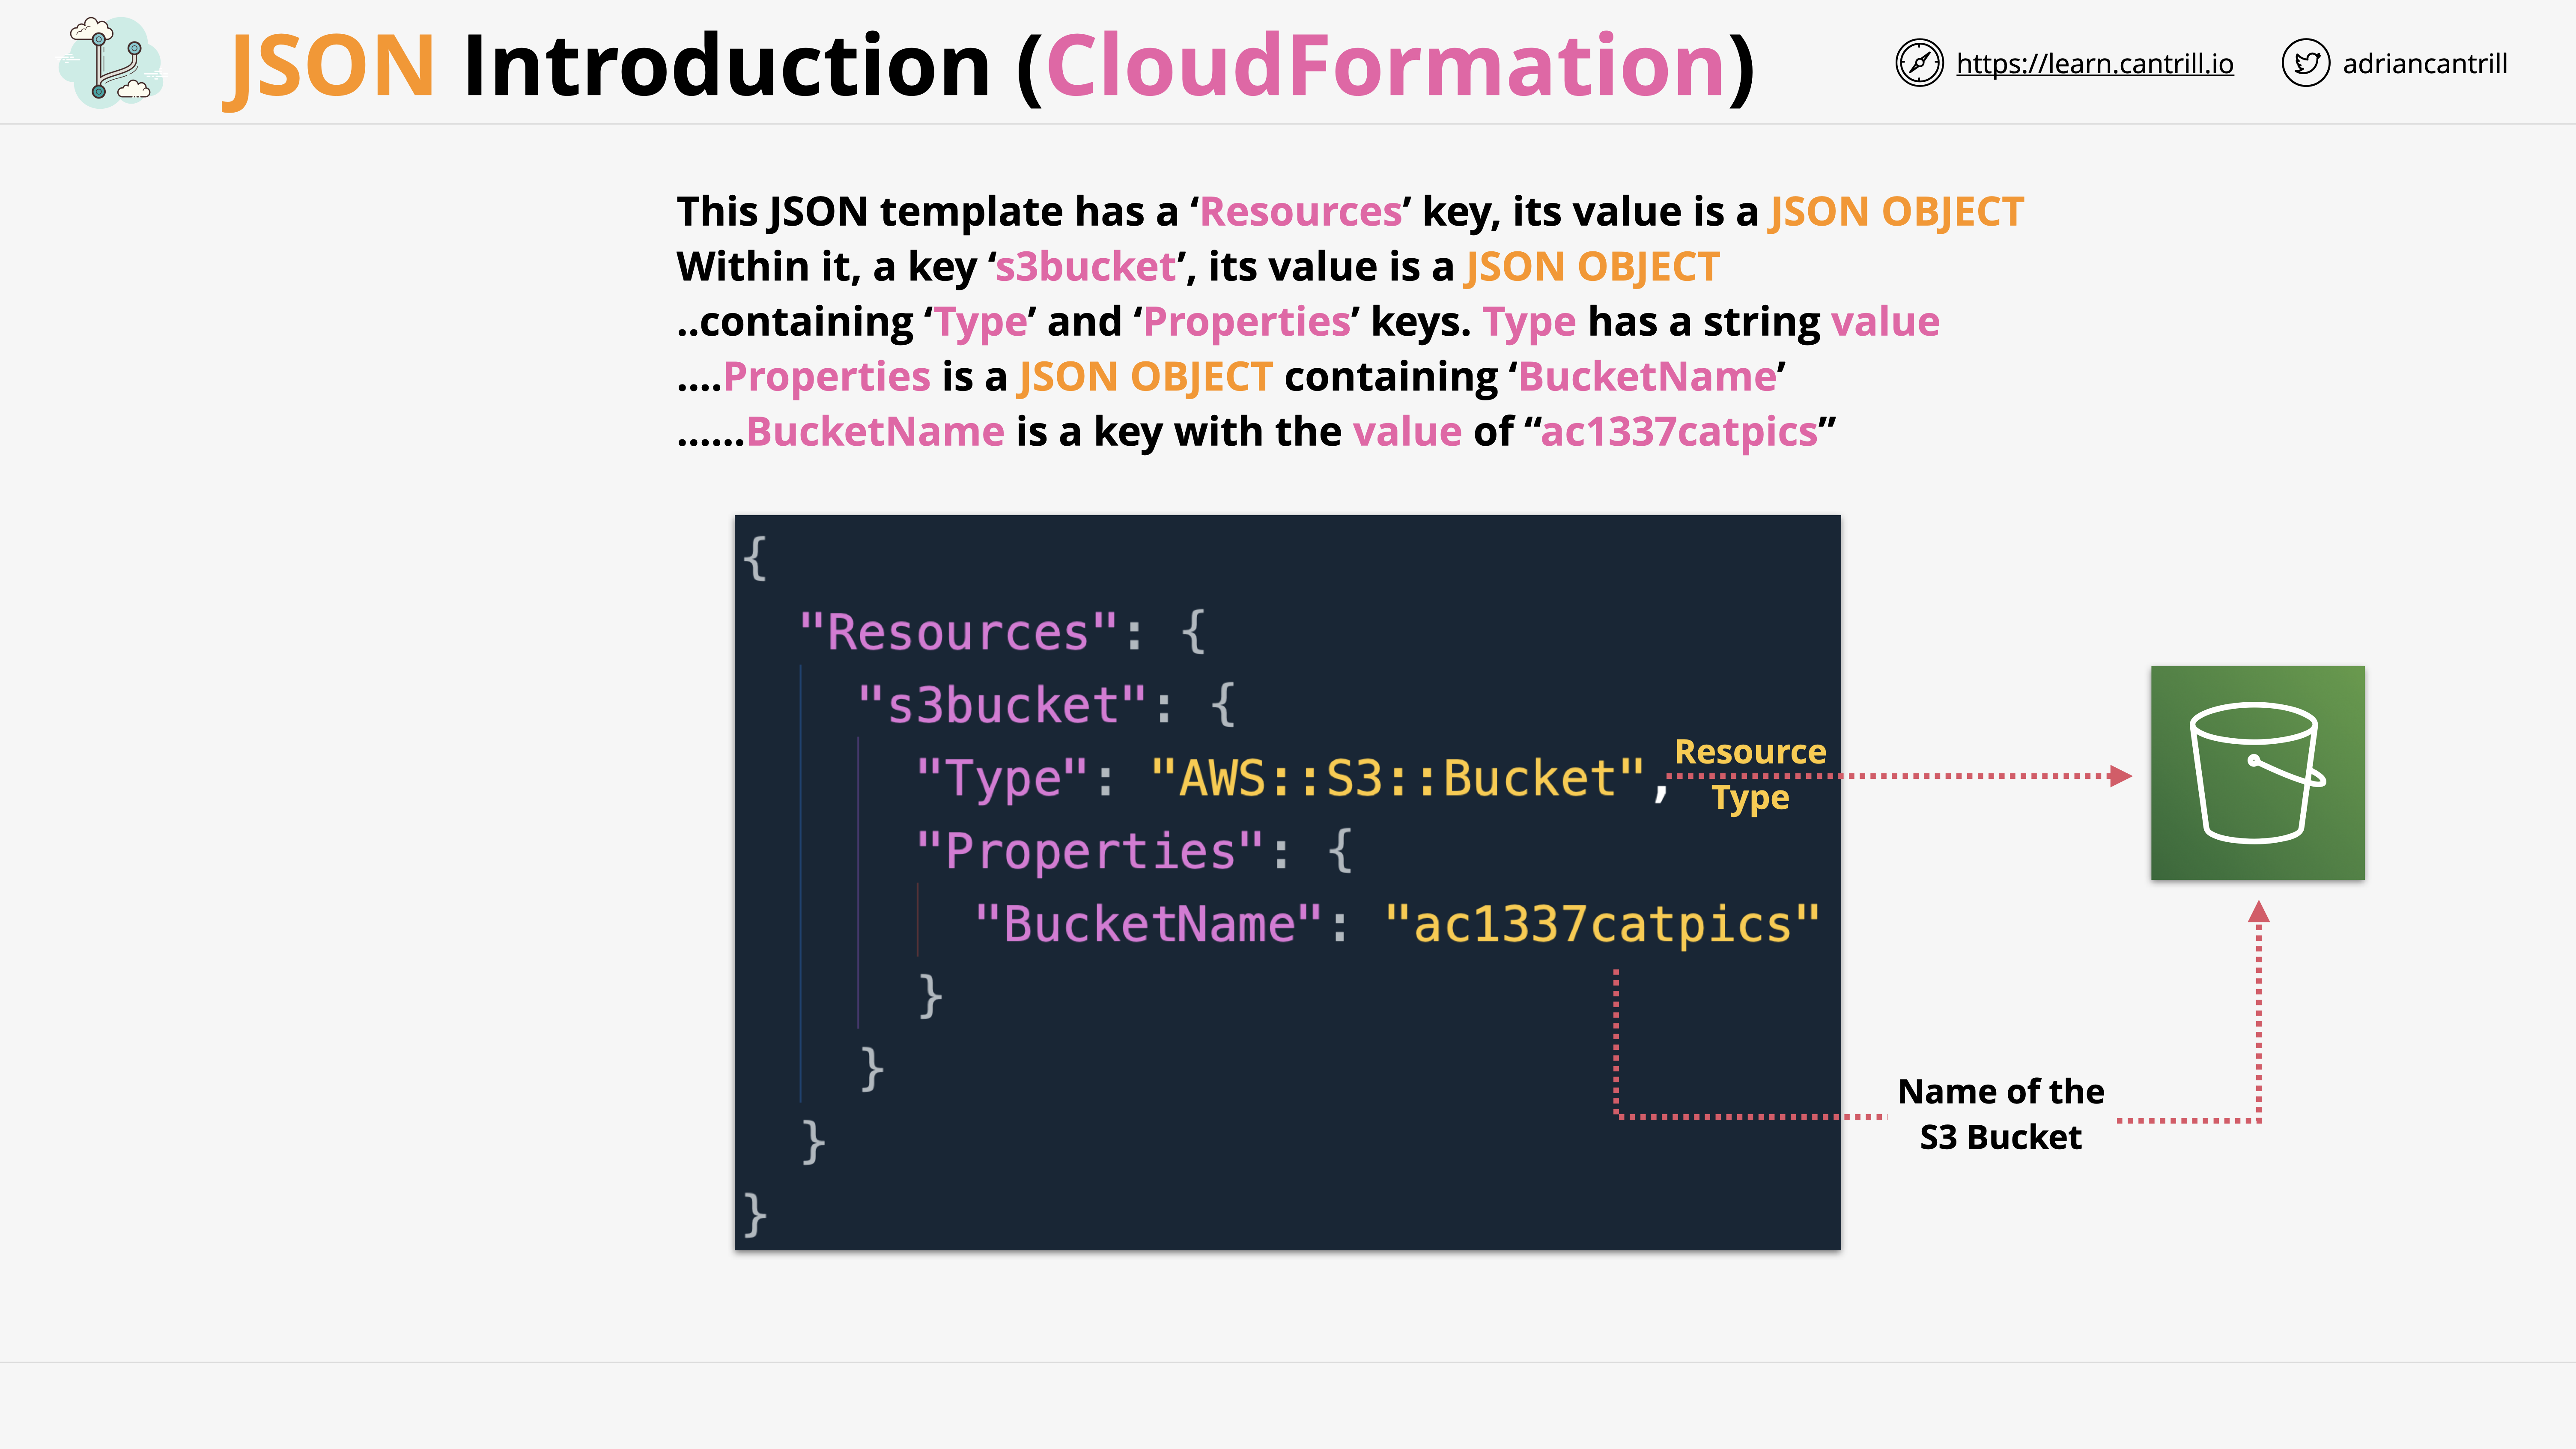 JSON Introduction (CloudFormation)
https://learn.cantrill.io
adriancantrill
This JSON template has a ‘Resources’ key, its value is a JSON OBJECT
Within it, a key ‘s3bucket’, its value is a JSON OBJECT
..containing ‘Type’ and ‘Properties’ keys. Type has a string value
....Properties is a JSON OBJECT containing ‘BucketName’
......BucketName is a key with the value of “ac1337catpics”
{
"Resources": {
"s3bucket": {
"Type": "AWS::S3::Bucket",
Resource
Type
"Properties": {
"BucketName": "ac1337catpics"
}
}
}
}
Name of the
S3 Bucket